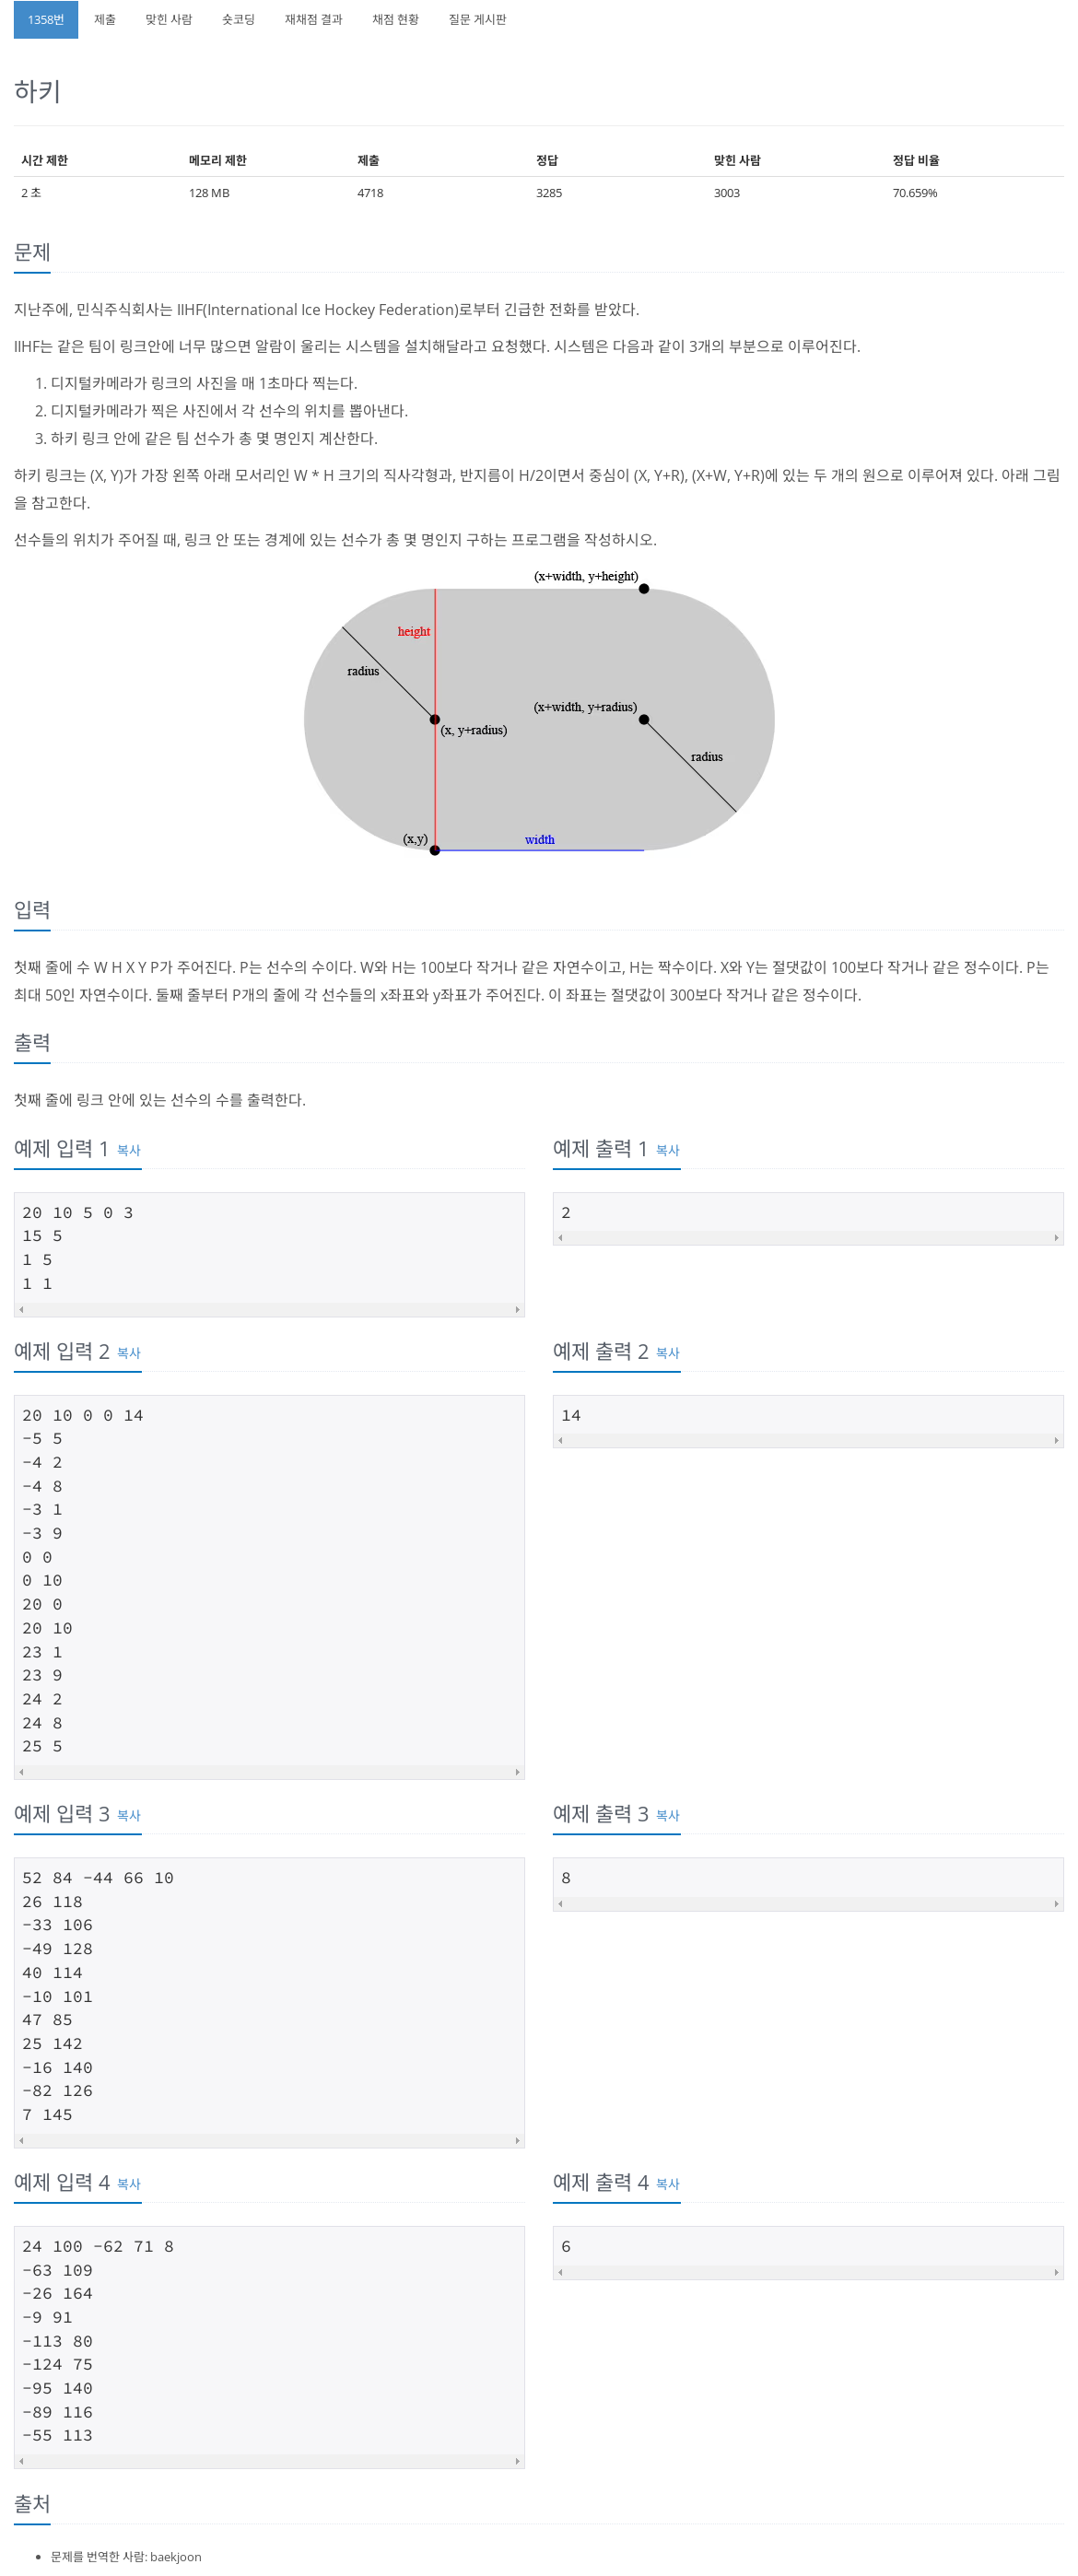 1358번 제출 맞힌 사람 숏코딩 재채점 결과 채점 현황 질문 게시판
하키
시간 제한 메모리 제한 제출 정답 맞힌 사람 정답 비율
2 초 128 MB 4718 3285 3003 70.659%
문제
지난주에, 민식주식회사는 IIHF(International Ice Hockey Federation)로부터 긴급한 전화를 받았다.
IIHF는 같은 팀이 링크안에 너무 많으면 알람이 울리는 시스템을 설치해달라고 요청했다. 시스템은 다음과 같이 3개의 부분으로 이루어진다.
1. 디지털카메라가 링크의 사진을 매 1초마다 찍는다.
2. 디지털카메라가 찍은 사진에서 각 선수의 위치를 뽑아낸다.
3. 하키 링크 안에 같은 팀 선수가 총 몇 명인지 계산한다.
하키 링크는 (X, Y)가 가장 왼쪽 아래 모서리인 W * H 크기의 직사각형과, 반지름이 H/2이면서 중심이 (X, Y+R), (X+W, Y+R)에 있는 두 개의 원으로 이루어져 있다. 아래 그림
을 참고한다.
선수들의 위치가 주어질 때, 링크 안 또는 경계에 있는 선수가 총 몇 명인지 구하는 프로그램을 작성하시오.
(x+width, y+height)
height
radius
(x+width, y+radius)
(x, y+radius)
radius
(x,y)
width
입력
첫째 줄에 수 W H X Y P가 주어진다. P는 선수의 수이다. W와 H는 100보다 작거나 같은 자연수이고, H는 짝수이다. X와 Y는 절댓값이 100보다 작거나 같은 정수이다. P는
최대 50인 자연수이다. 둘째 줄부터 P개의 줄에 각 선수들의 x좌표와 y좌표가 주어진다. 이 좌표는 절댓값이 300보다 작거나 같은 정수이다.
출력
첫째 줄에 링크 안에 있는 선수의 수를 출력한다.
예제 입력 1 복사
20 10 5 0 3
15 5
1 5
1 1
예제 출력 1 복사
2
예제 입력 2 복사
20 10 0 0 14
-5 5
-4 2
-4 8
-3 1
-3 9
0 0
0 10
20 0
20 10
23 1
23 9
24 2
24 8
25 5
예제 출력 2 복사
14
예제 입력 3 복사
52 84 -44 66 10
26 118
-33 106
-49 128
40 114
-10 101
47 85
25 142
-16 140
-82 126
7 145
예제 출력 3 복사
8
예제 입력 4 복사
24 100 -62 71 8
-63 109
-26 164
-9 91
-113 80
-124 75
-95 140
-89 116
-55 113
예제 출력 4 복사
6
출처
문제를 번역한 사람: baekjoon